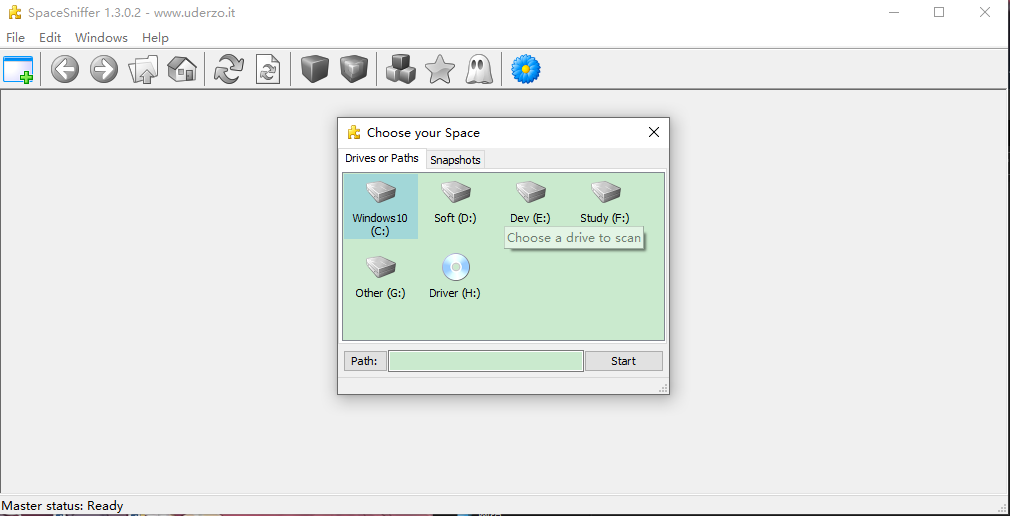 SpaceSniffer 1.3.0.2 - www.uderzo.it
File Edit Windows Help
Choose your Space
Drives or Paths Snapshots
Windows10
(C:)
Soft (D:)
Dev (E:)
Study (F:)
Choose a drive to scan
Other (G:)
Driver (H:)
Path: Start
Master status: Ready